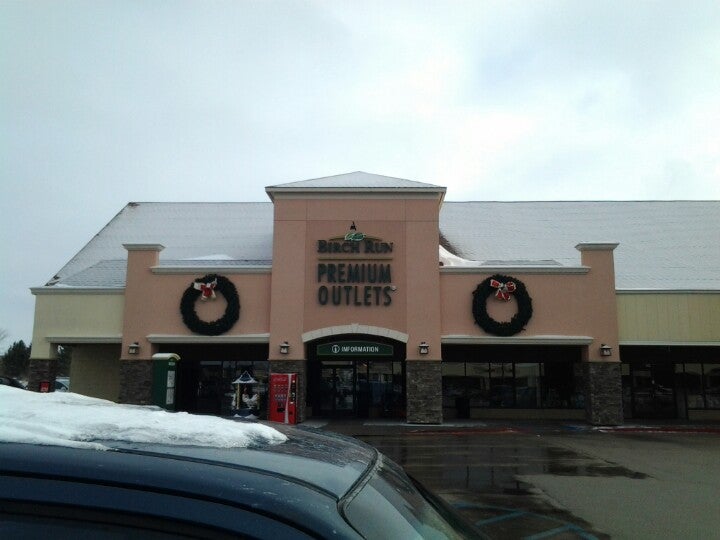 BIRCH RUN
PREMIUM
OUTLETS
i INFORMATION